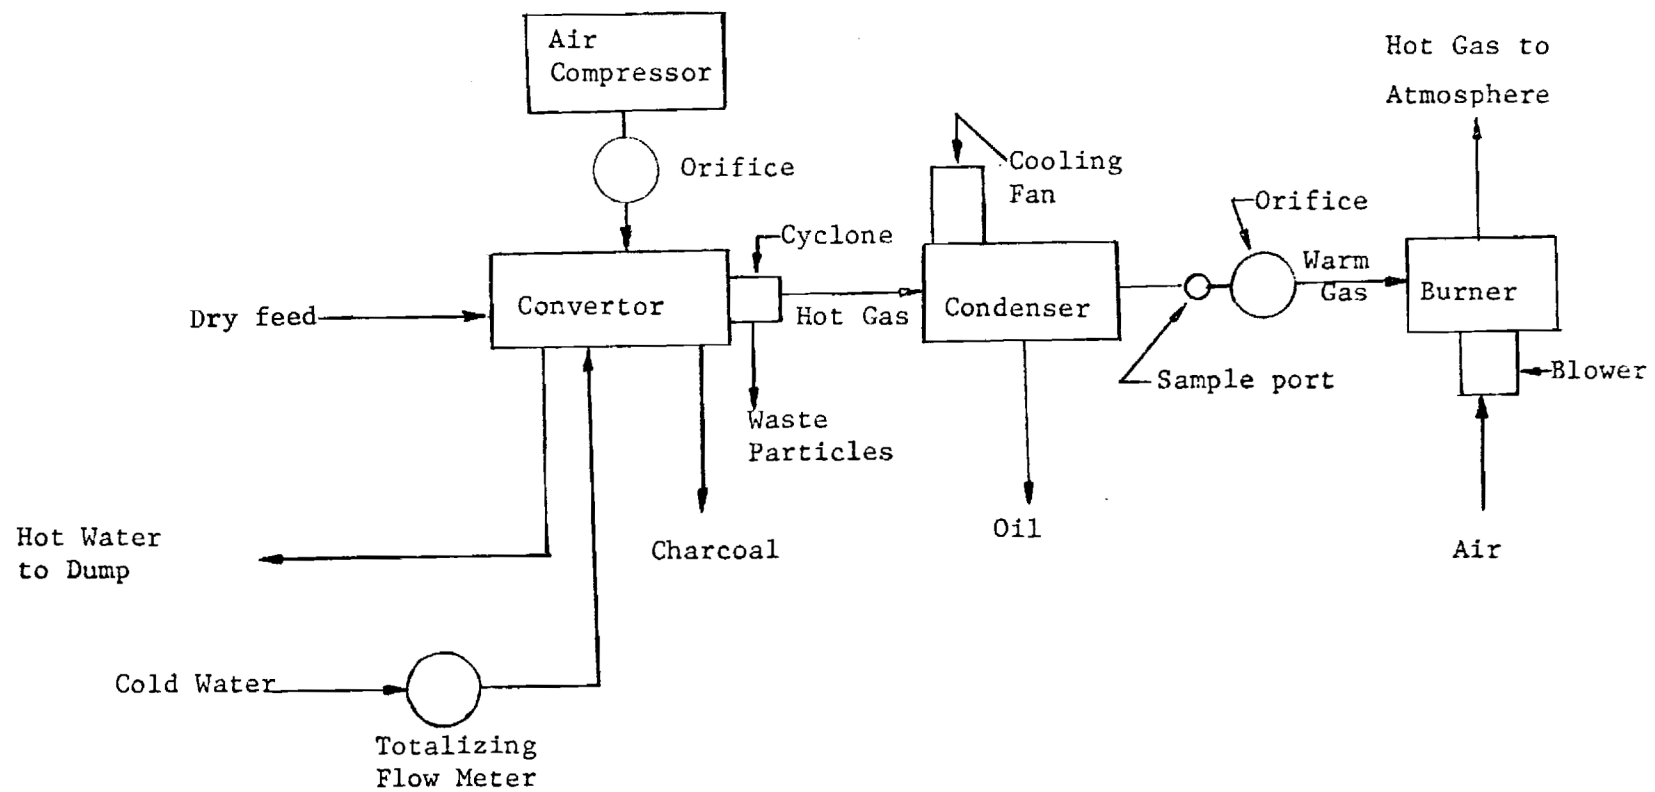 Air
Compressor
Hot Gas to
Atmosphere
Orifice
Cooling
Fan
Orifice
Cyclone
Warm
Gas
Dry feed
Convertor
Hot Gas
Condenser
Burner
Sample port
Blower
Waste
Particles
Hot Water
to Dump
Charcoal
Oil
Air
Cold Water
Totalizing
Flow Meter